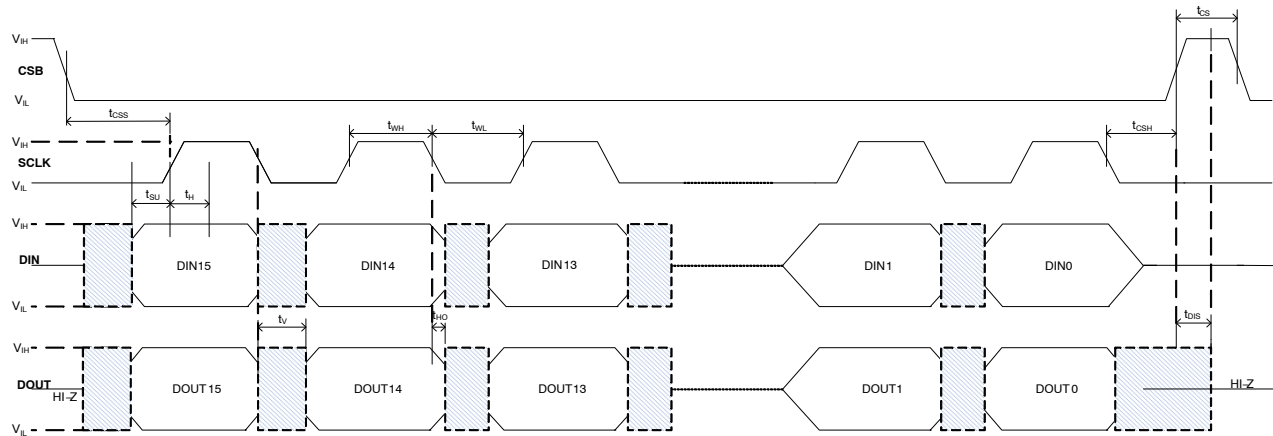 tCS
VIH
CSB
VIL
tCSS
tWH
tWL
tCSH
VIH
SCLK
VIL
tSU
tH
VIH
DIN
DIN15
DIN14
DIN13
DIN1
DIN0
VIL
tV
tHO
tDIS
VIH
DOUT
HI-Z
DOUT15
DOUT14
DOUT13
DOUT1
DOUT0
HI-Z
VIL